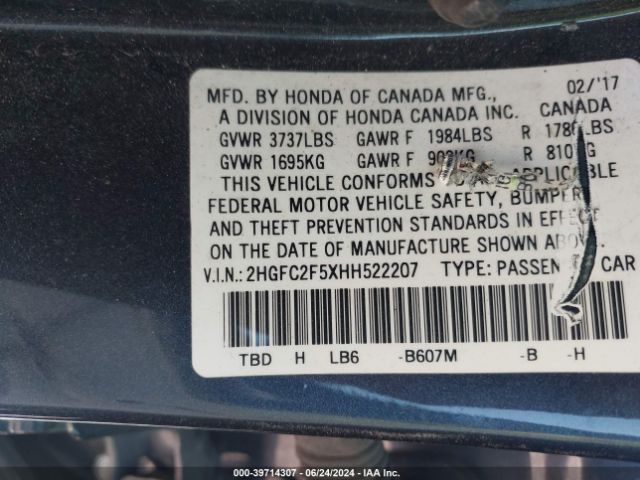 MFD. BY HONDA OF CANADA MFG., 02/'17
A DIVISION OF HONDA CANADA INC. CANADA
GVWR 3737LBS GAWR F 1984LBS R LBS
GVWR 1695KG GAWR F R
THIS VEHICLE CONFORMS
FEDERAL MOTOR VEHICLE SAFETY, BUMPER
AND THEFT PREVENTION STANDARDS IN EFFECT
ON THE DATE OF MANUFACTURE SHOWN
V.I.N.: 2HGFC2F5XHH522207 TYPE: CAR
TBD H LB6 -B607M -B -H
000-39714307 - 06/24/2024 - IAA Inc.